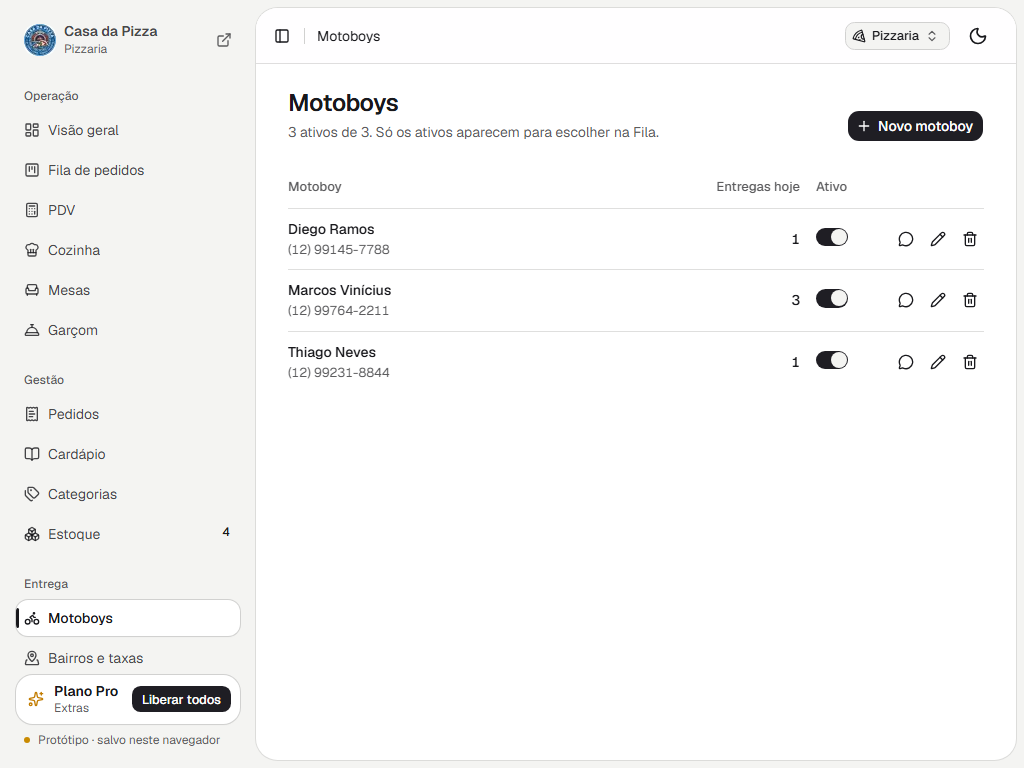 Casa da Pizza
Pizzaria
Operação
Visão geral
Fila de pedidos
PDV
Cozinha
Mesas
Garçom
Gestão
Pedidos
Cardápio
Categorias
Estoque 4
Entrega
Motoboys
Bairros e taxas
Plano Pro
Extras
Liberar todos
Protótipo · salvo neste navegador
Motoboys
Pizzaria
Motoboys
3 ativos de 3. Só os ativos aparecem para escolher na Fila.
+ Novo motoboy
Motoboy Entregas hoje Ativo
Diego Ramos
(12) 99145-7788
1
Marcos Vinícius
(12) 99764-2211
3
Thiago Neves
(12) 99231-8844
1